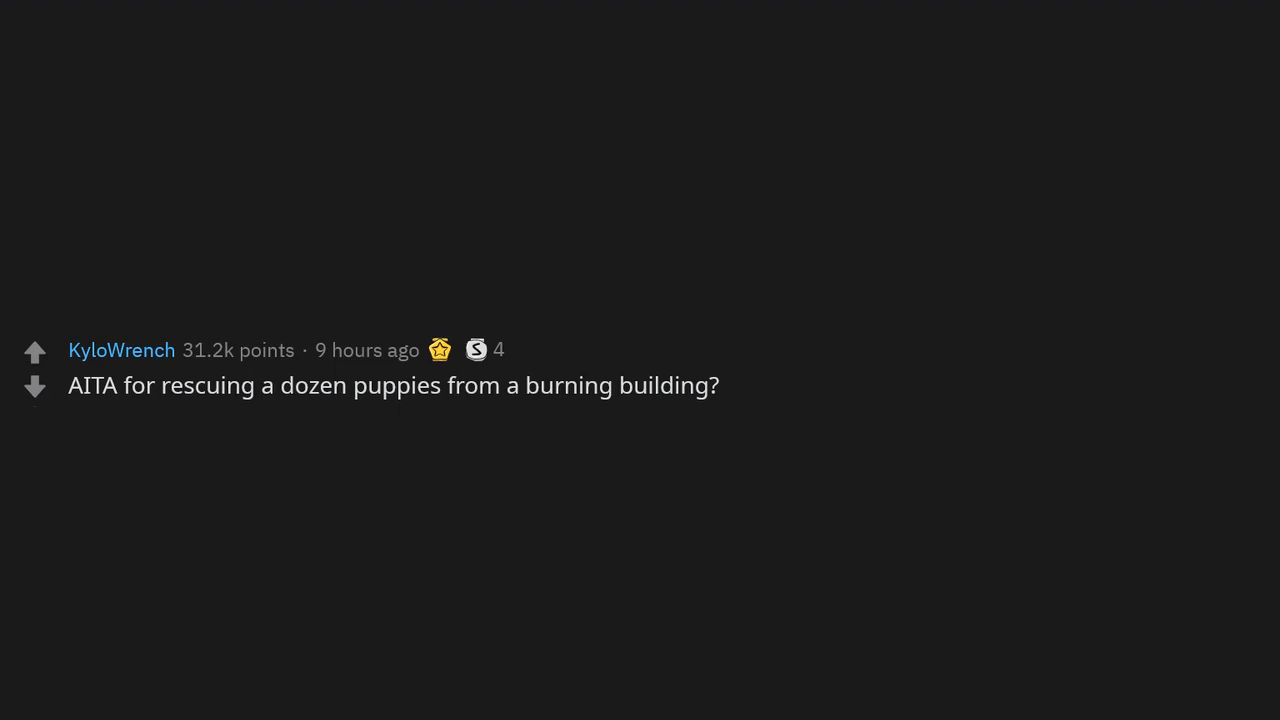 KyloWrench 31.2k points · 9 hours ago S 4
AITA for rescuing a dozen puppies from a burning building?